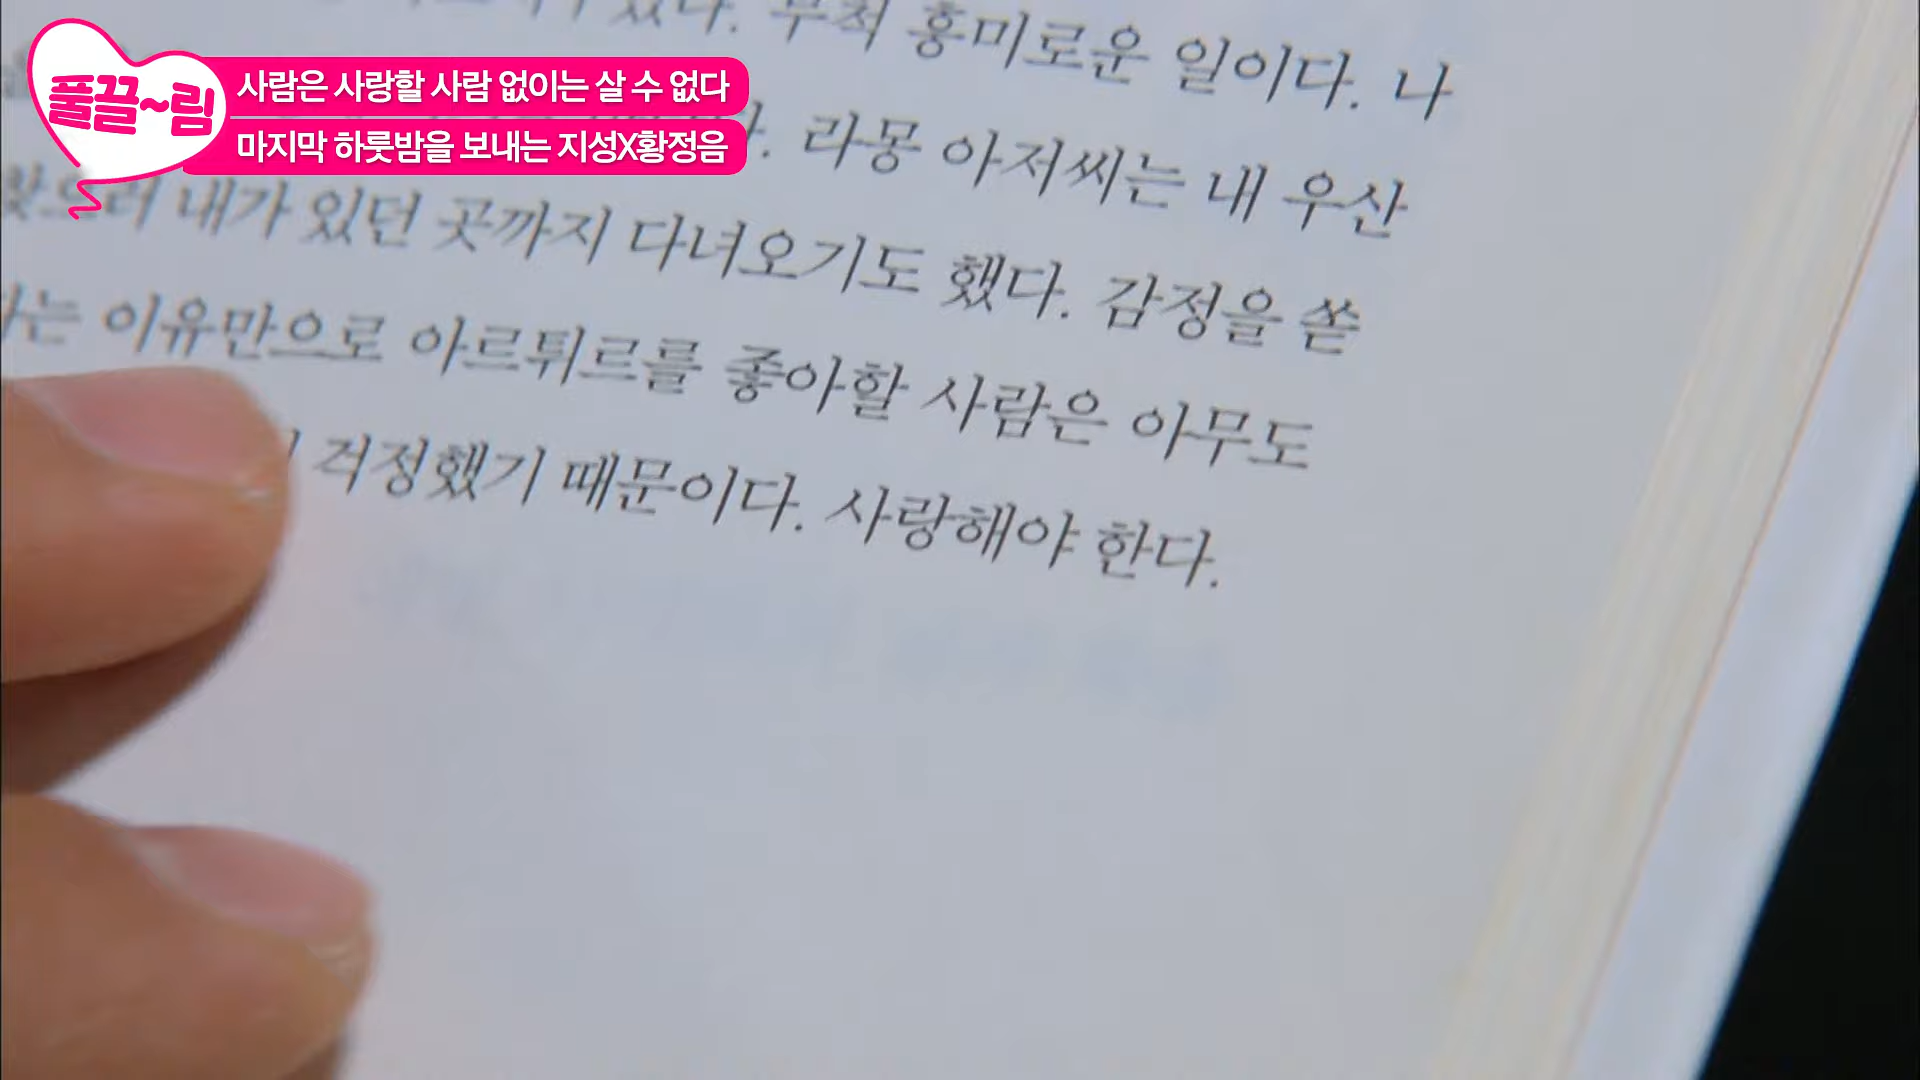 풀끌~림
사람은 사랑할 사람 없이는 살 수 없다
마지막 하룻밤을 보내는 지성X황정음
있다. 무척 흥미로운 일이다. 나
라몽 아저씨는 내 우산
찾으러 내가 있던 곳까지 다녀오기도 했다. 감정을 쏟
는 이유만으로 아르튀르를 좋아할 사람은 아무도
걱정했기 때문이다. 사랑해야 한다.